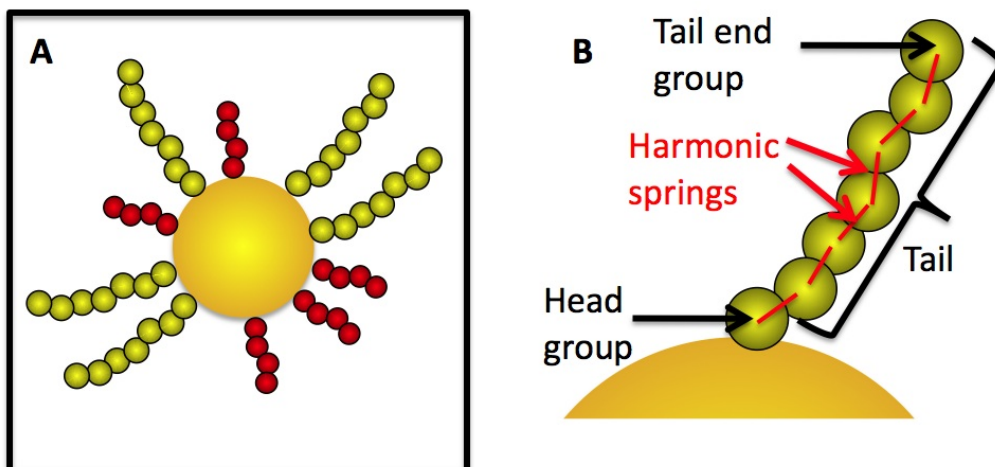 A
B
Tail end
group
Harmonic
springs
Tail
Head
group